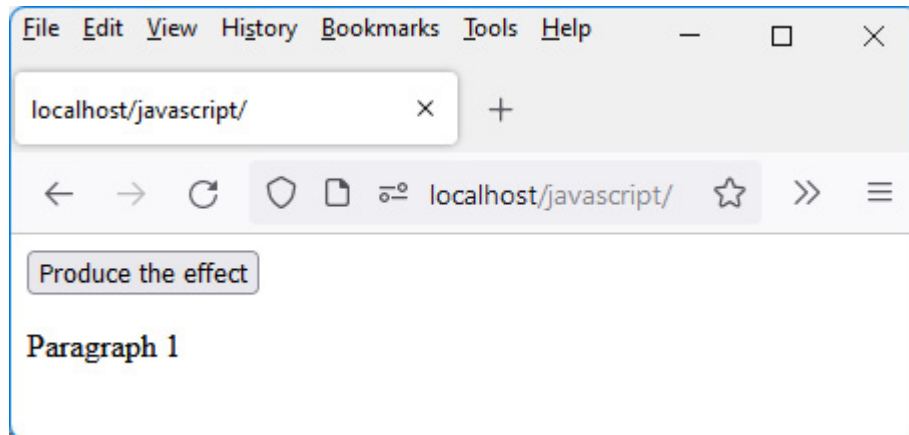 File Edit View History Bookmarks Tools Help
localhost/javascript/
localhost/javascript/
Produce the effect
Paragraph 1